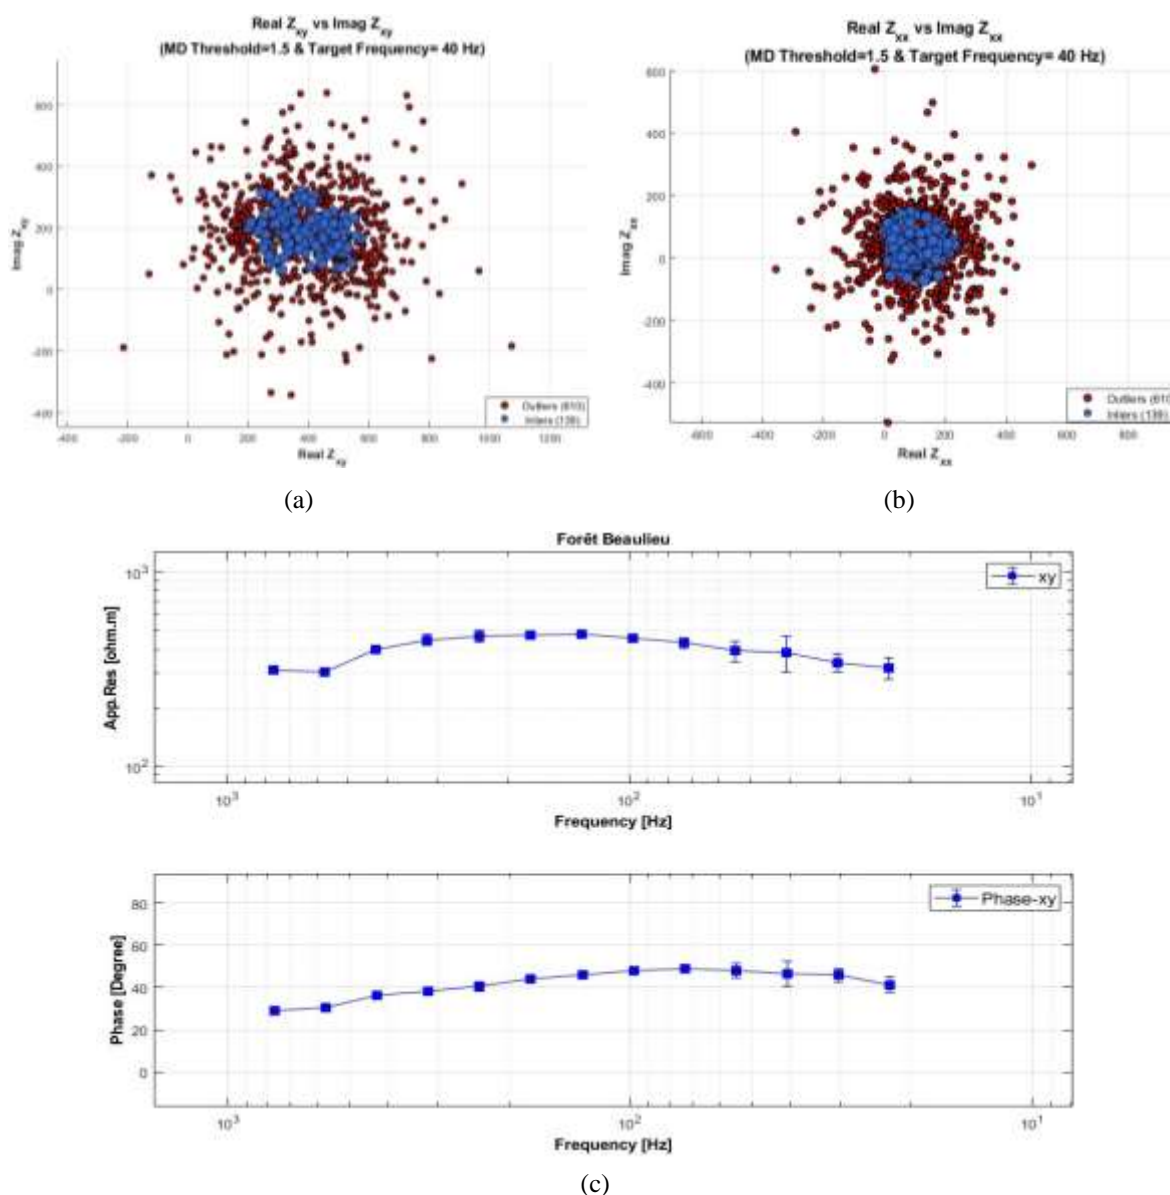 Real Z_xy vs Imag Z_xy
(MD Threshold=1.5 & Target Frequency= 40 Hz)
600
400
200
0
-200
-400
Imag Z_xy
Outliers (610)
Inliers (139)
-400 -200 0 200 400 600 800 1000 1200
Real Z_xy
(a)
Real Z_xx vs Imag Z_xx
(MD Threshold=1.5 & Target Frequency= 40 Hz)
600
400
200
0
-200
-400
Imag Z_xx
Outliers (610
Inliers (139)
-600 -400 -200 0 200 400 600 800
Real Z_xx
(b)
Forêt Beaulieu
10^3
10^2
App.Res [ohm.m]
xy
10^3 10^2 10^1
Frequency [Hz]
80
60
40
20
0
Phase [Degree]
Phase-xy
10^3 10^2 10^1
Frequency [Hz]
(c)